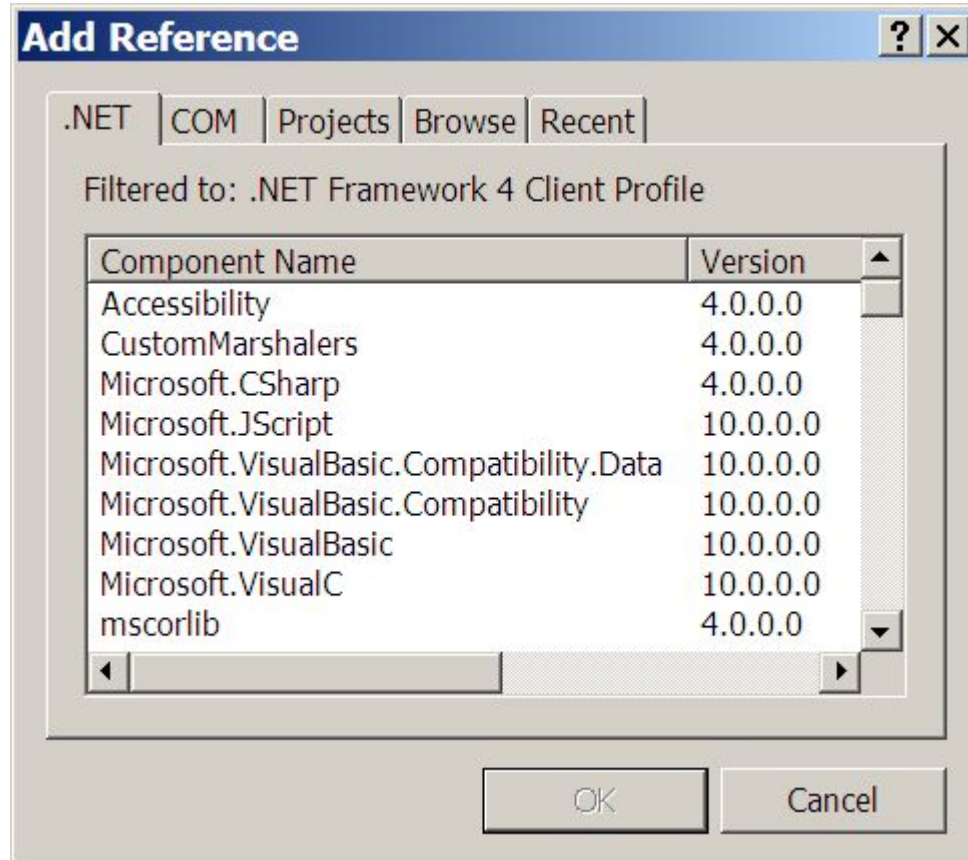 Add Reference
.NET COM Projects Browse Recent
Filtered to: .NET Framework 4 Client Profile
Component Name Version
Accessibility 4.0.0.0
CustomMarshalers 4.0.0.0
Microsoft.CSharp 4.0.0.0
Microsoft.JScript 10.0.0.0
Microsoft.VisualBasic.Compatibility.Data 10.0.0.0
Microsoft.VisualBasic.Compatibility 10.0.0.0
Microsoft.VisualBasic 10.0.0.0
Microsoft.VisualC 10.0.0.0
mscorlib 4.0.0.0
OK Cancel